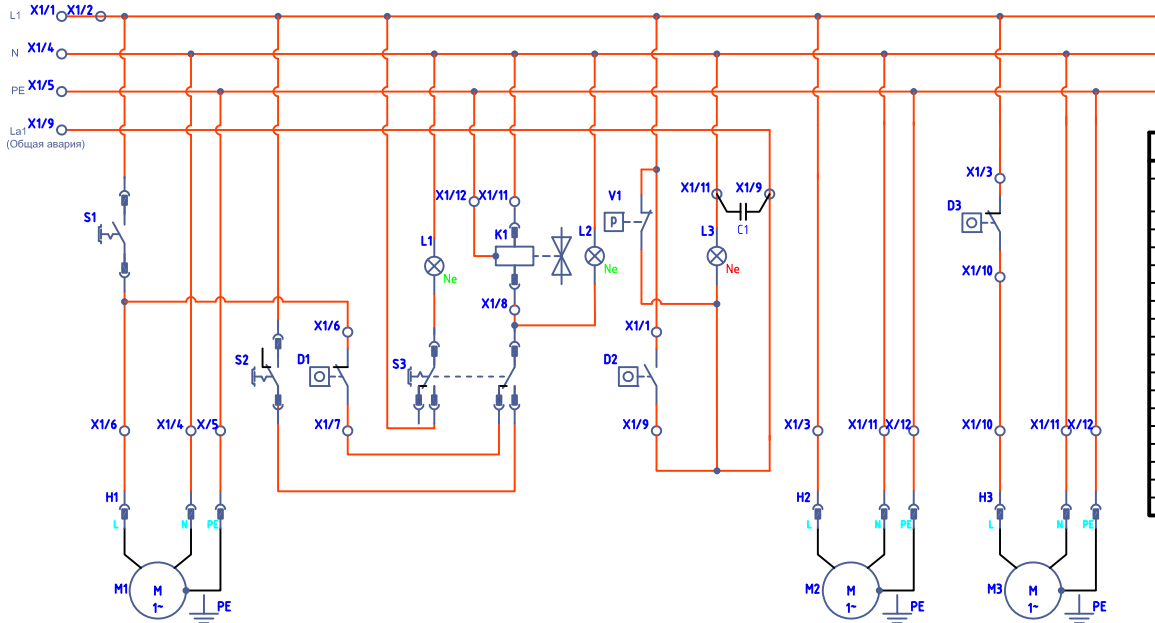 L1 X1/1 X1/2
N X1/4
PE X1/5
La1 X1/9
(Общая авария)
X1/3
X1/12 X1/11 V1 X1/11 X1/9
D3
S1
K1 L2 L3 C1
P
L1
Ne Ne Ne
X1/10
X1/8
X1/6 X1/1
S2 D1 S3 D2
X1/6 X1/4 X/5 X1/7 X1/9 X1/3 X1/11 X/12 X1/10 X1/11 X/12
H1 H2 H3
L N PE L N PE L N PE
M1 M M2 M M3 M
1~ PE 1~ PE 1~ PE